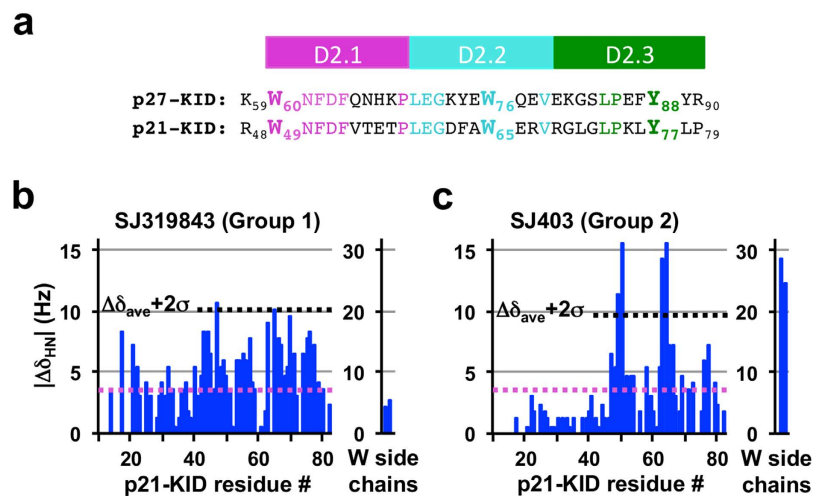 a
D2.1 D2.2 D2.3
p27-KID: K59W60NFDFQNHKPLEGKYEW76QEVEKGSLPEFY88YR90
p21-KID: R48W49NFDFVTETPLEGDFAW65ERVRGLGLPKLY77LP79
b
SJ319843 (Group 1)
|ΔδHN| (Hz)
15
10
5
0
Δδave+2σ
20 40 60 80
p21-KID residue #
30
20
10
0
W side
chains
c
SJ403 (Group 2)
15
10
5
0
Δδave+2σ
20 40 60 80
p21-KID residue #
30
20
10
0
W side
chains